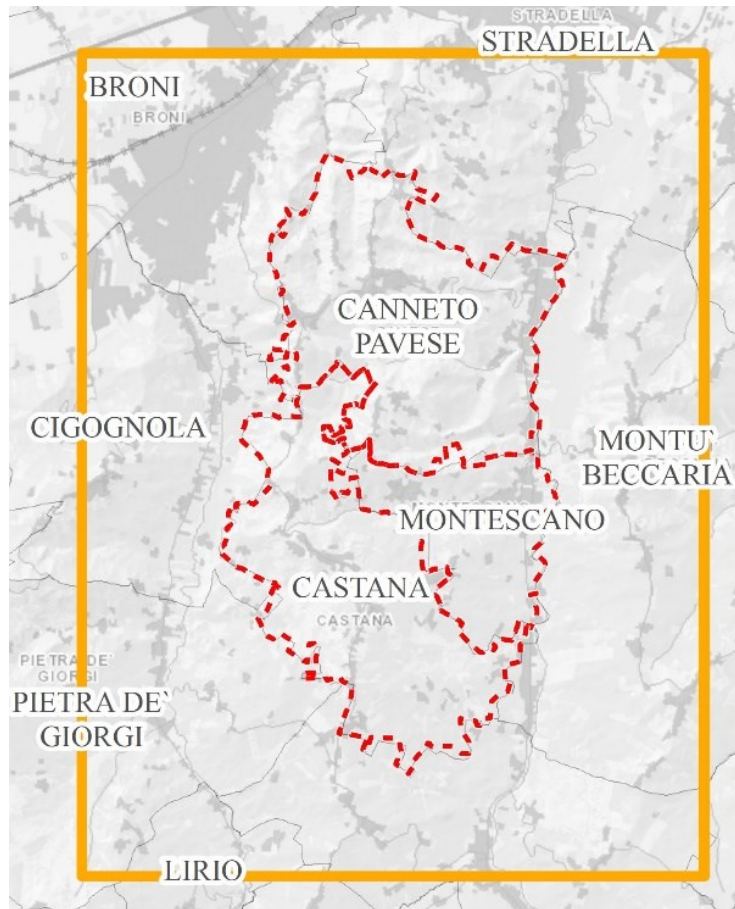 STRADELLA
STRADELLA
BRONI
BRONI
CANNETO
PAVESE
CIGOGNOLA
MONTU`
BECCARIA
MONTESCANO
CASTANA
CASTANA
PIETRA DE'
GIORGI
PIETRA DE`
GIORGI
LIRIO